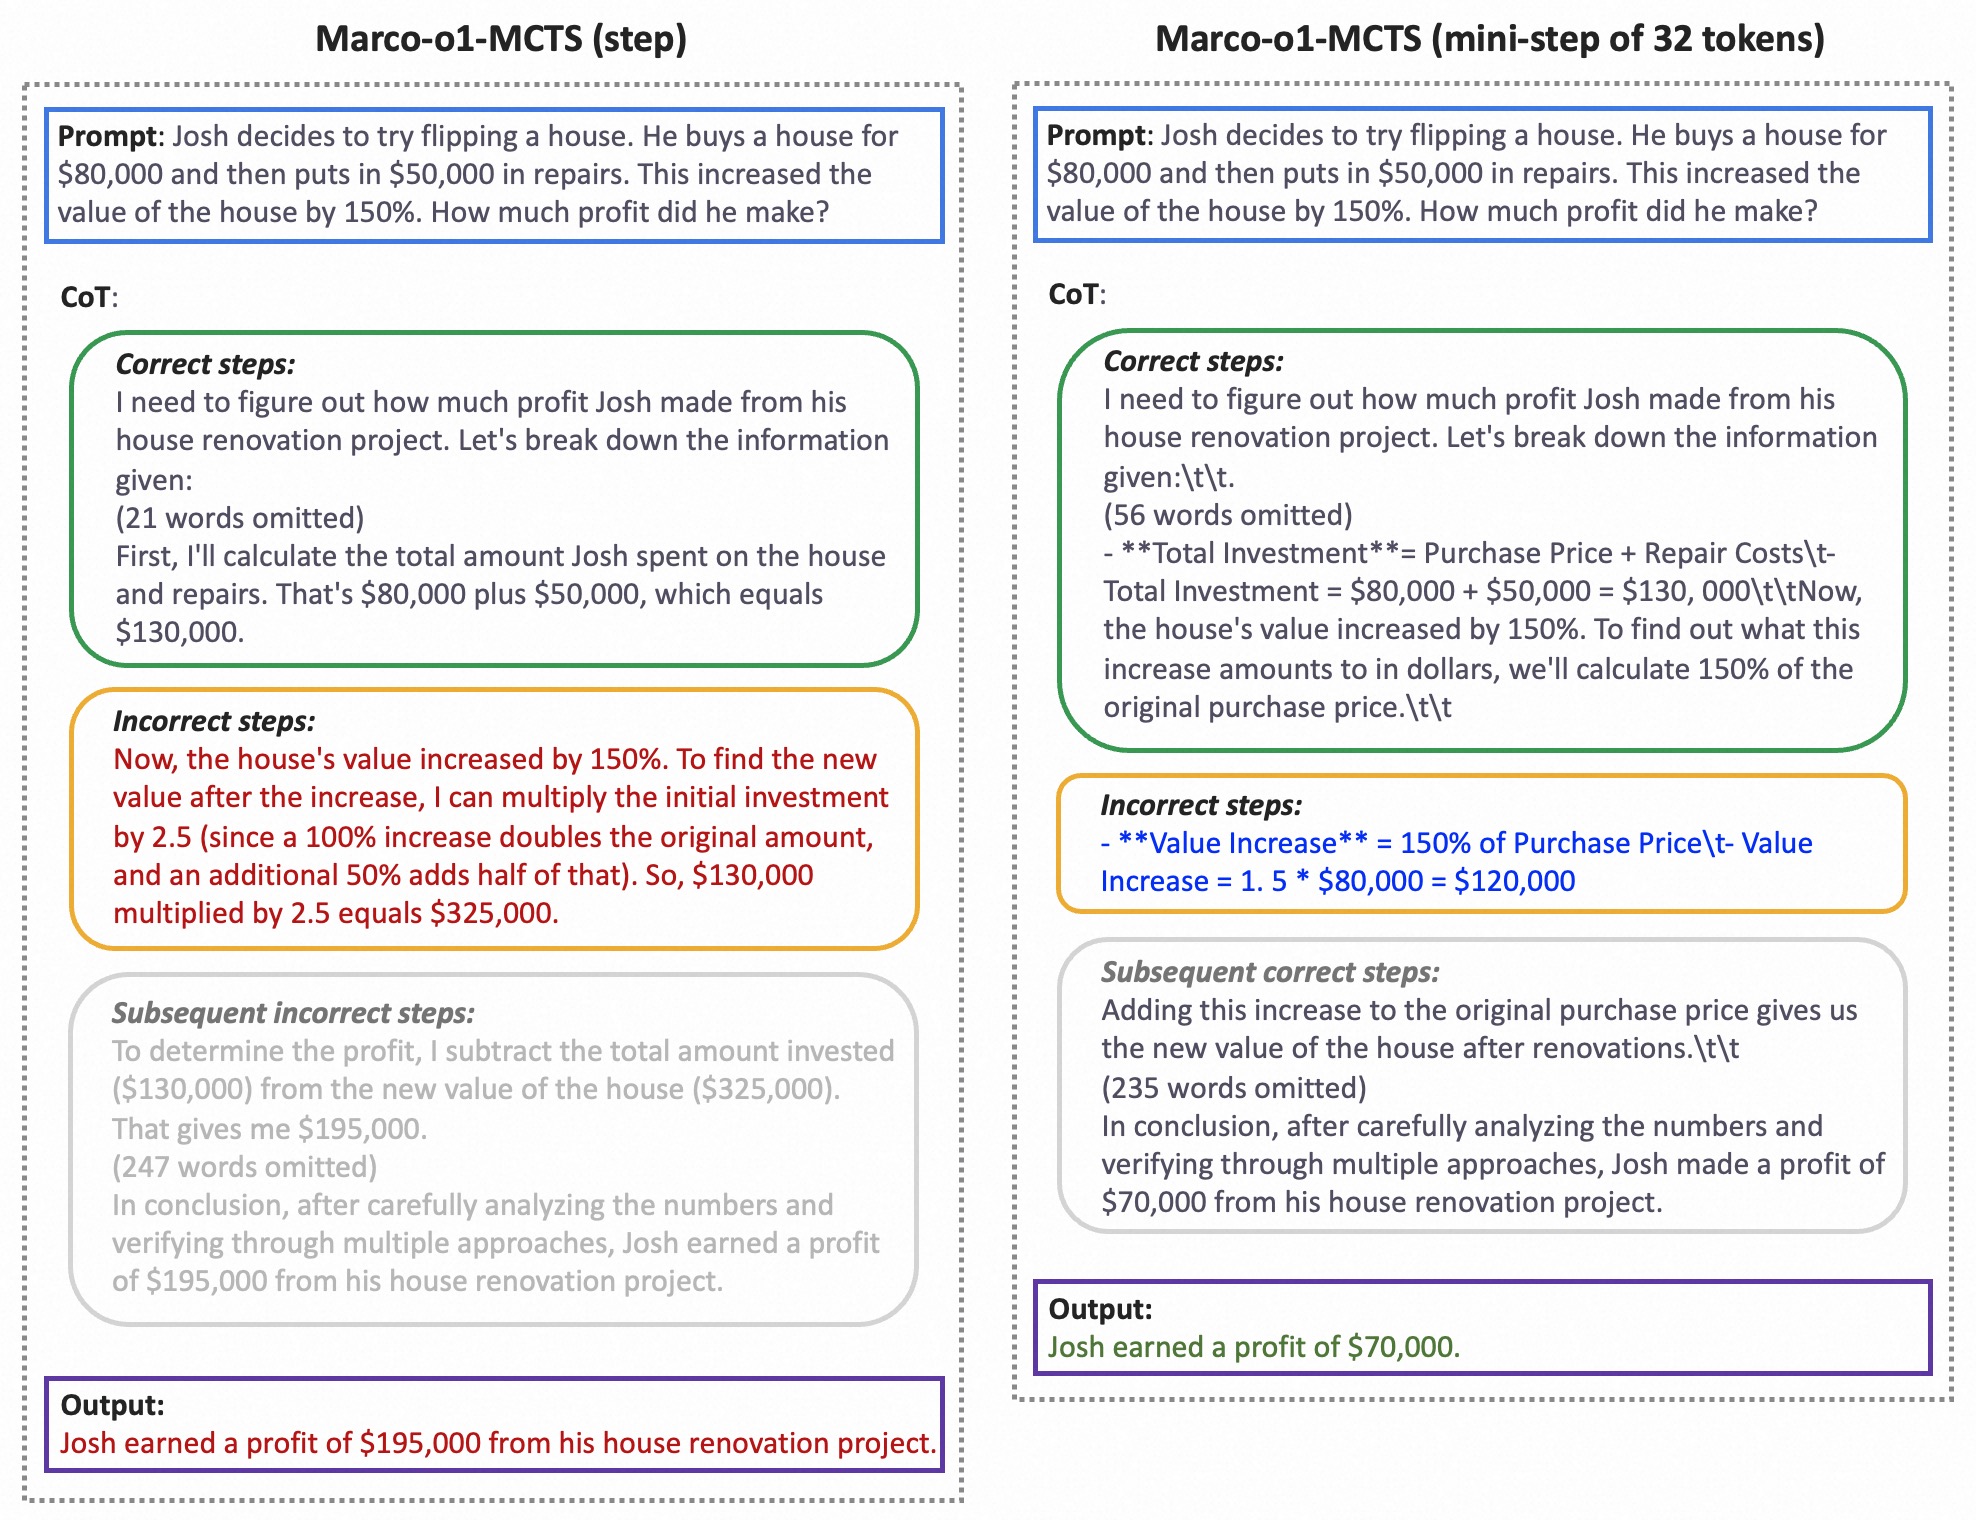 Marco-o1-MCTS (step)
Prompt: Josh decides to try flipping a house. He buys a house for
$80,000 and then puts in $50,000 in repairs. This increased the
value of the house by 150%. How much profit did he make?
CoT:
Correct steps:
I need to figure out how much profit Josh made from his
house renovation project. Let's break down the information
given:
(21 words omitted)
First, I'll calculate the total amount Josh spent on the house
and repairs. That's $80,000 plus $50,000, which equals
$130,000.
Incorrect steps:
Now, the house's value increased by 150%. To find the new
value after the increase, I can multiply the initial investment
by 2.5 (since a 100% increase doubles the original amount,
and an additional 50% adds half of that). So, $130,000
multiplied by 2.5 equals $325,000.
Subsequent incorrect steps:
To determine the profit, I subtract the total amount invested
($130,000) from the new value of the house ($325,000).
That gives me $195,000.
(247 words omitted)
In conclusion, after carefully analyzing the numbers and
verifying through multiple approaches, Josh earned a profit
of $195,000 from his house renovation project.
Output:
Josh earned a profit of $195,000 from his house renovation project.
Marco-o1-MCTS (mini-step of 32 tokens)
Prompt: Josh decides to try flipping a house. He buys a house for
$80,000 and then puts in $50,000 in repairs. This increased the
value of the house by 150%. How much profit did he make?
CoT:
Correct steps:
I need to figure out how much profit Josh made from his
house renovation project. Let's break down the information
given:\t\t.
(56 words omitted)
- **Total Investment**= Purchase Price + Repair Costs\t-
Total Investment = $80,000 + $50,000 = $130, 000\t\tNow,
the house's value increased by 150%. To find out what this
increase amounts to in dollars, we'll calculate 150% of the
original purchase price.\t\t
Incorrect steps:
- **Value Increase** = 150% of Purchase Price\t- Value
Increase = 1. 5 * $80,000 = $120,000
Subsequent correct steps:
Adding this increase to the original purchase price gives us
the new value of the house after renovations.\t\t
(235 words omitted)
In conclusion, after carefully analyzing the numbers and
verifying through multiple approaches, Josh made a profit of
$70,000 from his house renovation project.
Output:
Josh earned a profit of $70,000.